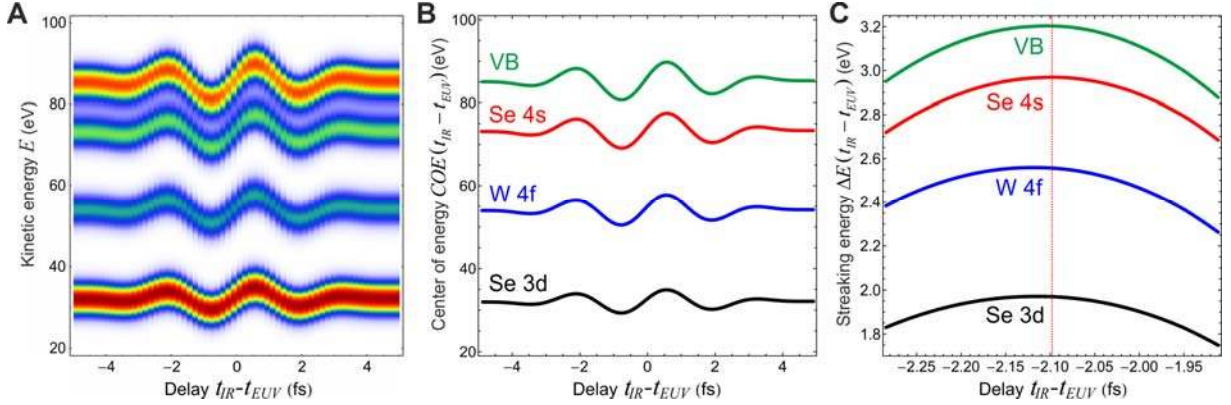 A
Kinetic energy E (eV)
100
80
60
40
20
−4
−2
0
2
4
Delay t_IR-t_EUV (fs)
B
Center of energy COE(t_IR − t_EUV) (eV)
100
80
60
40
20
VB
Se 4s
W 4f
Se 3d
−4
−2
0
2
4
Delay t_IR-t_EUV (fs)
C
Streaking energy ΔE(t_IR − t_EUV) (eV)
3.2
3.0
2.8
2.6
2.4
2.2
2.0
1.8
VB
Se 4s
W 4f
Se 3d
−2.25
−2.20
−2.15
−2.10
−2.05
−2.00
−1.95
Delay t_IR-t_EUV (fs)